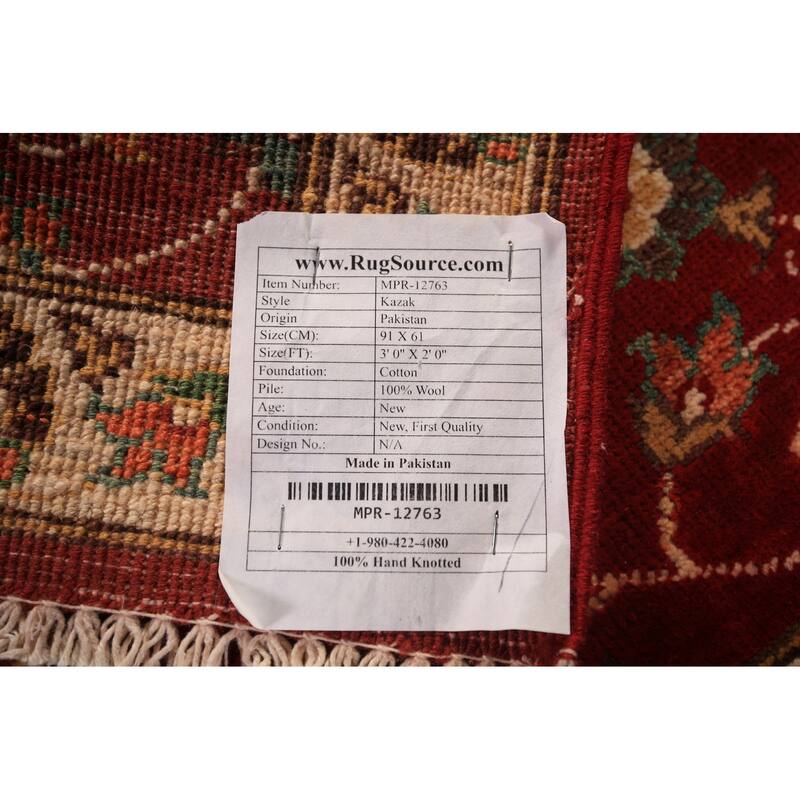 www.RugSource.com
Item Number: MPR-12763
Style Kazak
Origin Pakistan
Size(CM): 91 X 61
Size(FT): 3' 0" X 2' 0"
Foundation: Cotton
Pile: 100% Wool
Age: New
Condition: New, First Quality
Design No.: N/A
Made in Pakistan
MPR-12763
+1-980-422-4080
100% Hand Knotted